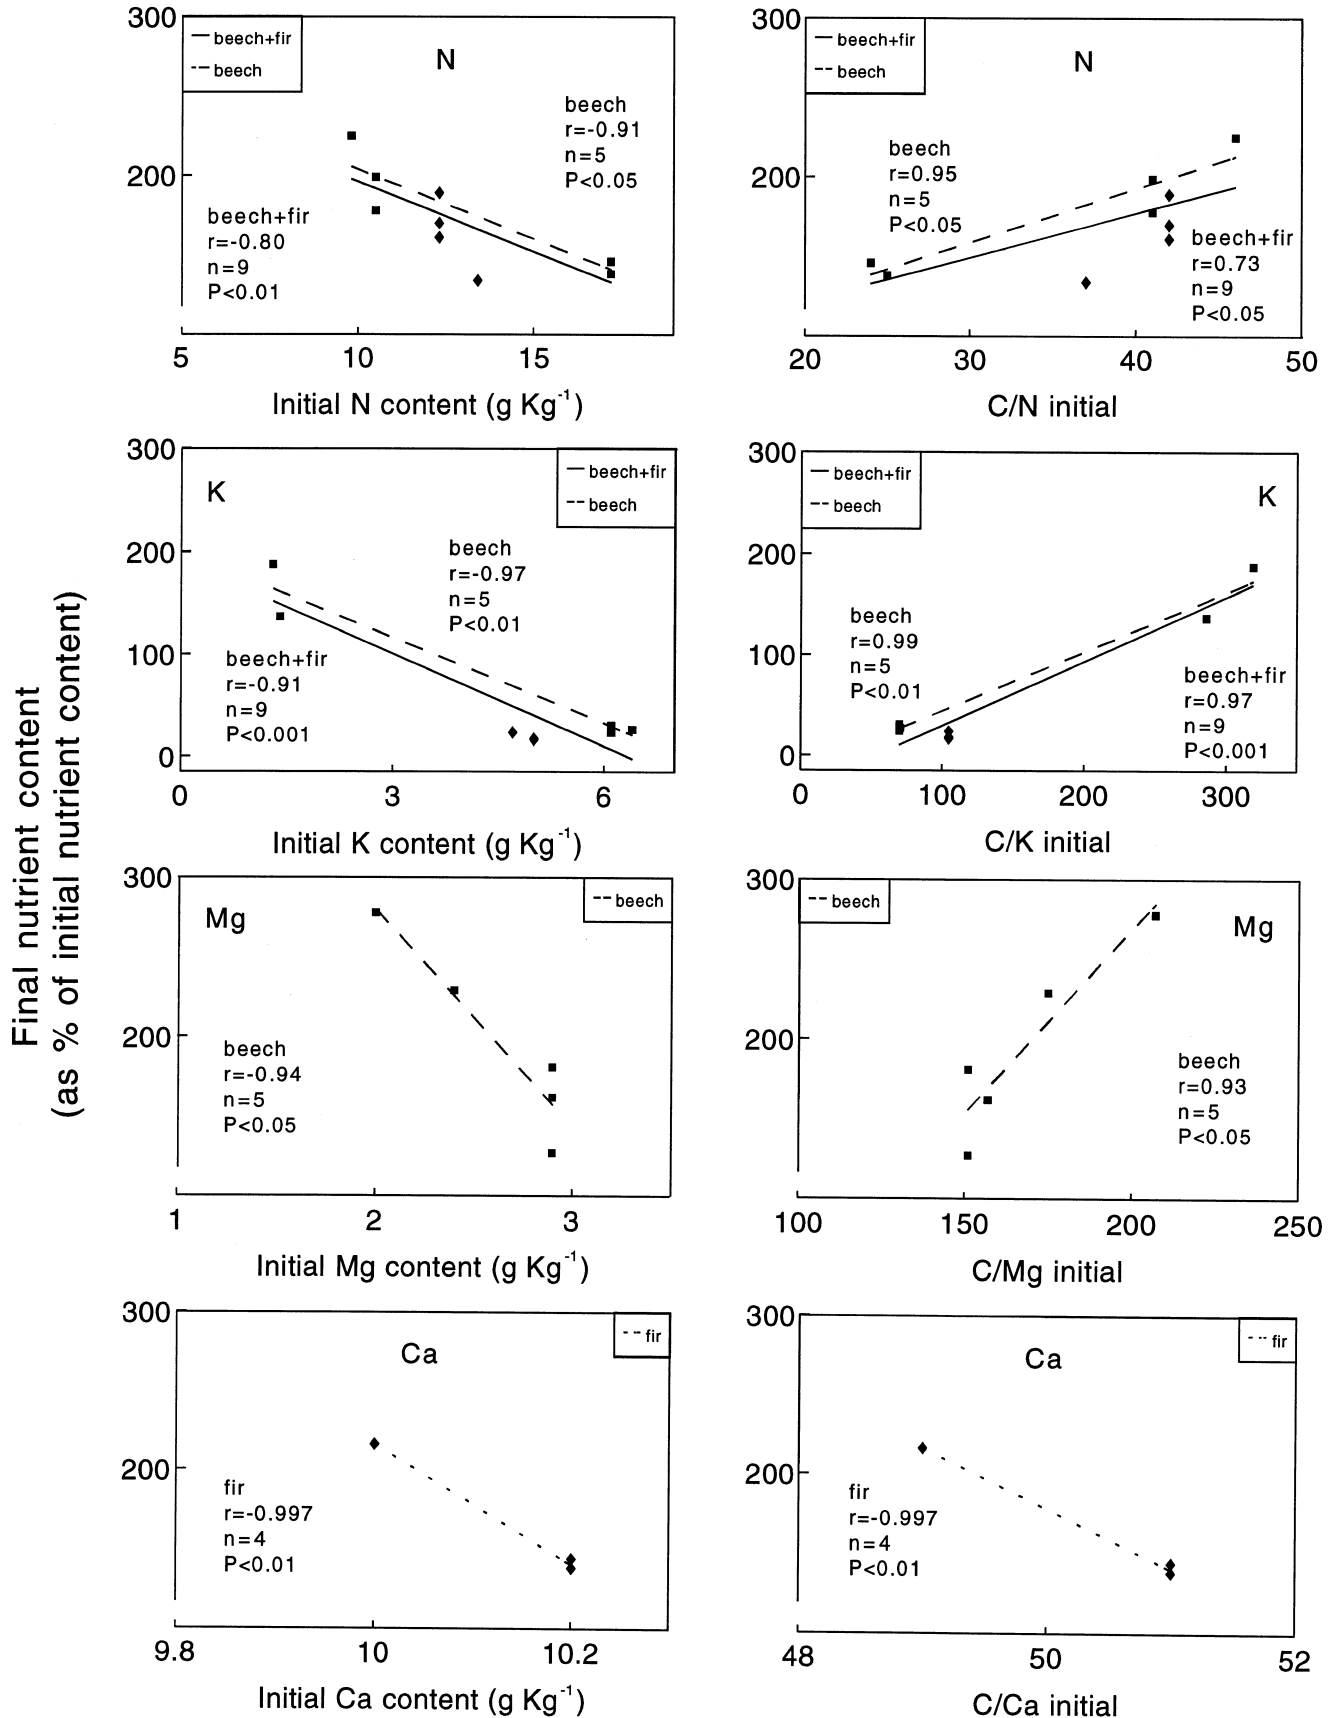 Final nutrient content
(as % of initial nutrient content)
300
200
beech+fir
beech
N
beech
r=-0.91
n=5
P<0.05
beech+fir
r=-0.80
n=9
P<0.01
5
10
15
Initial N content (g Kg-1)
300
200
beech+fir
beech
N
beech
r=0.95
n=5
P<0.05
beech+fir
r=0.73
n=9
P<0.05
20
30
40
50
C/N initial
300
200
100
0
K
beech+fir
beech
beech
r=-0.97
n=5
P<0.01
beech+fir
r=-0.91
n=9
P<0.001
0
3
6
Initial K content (g Kg-1)
300
200
100
0
beech+fir
beech
K
beech
r=0.99
n=5
P<0.01
beech+fir
r=0.97
n=9
P<0.001
0
100
200
300
C/K initial
300
200
Mg
beech
beech
r=-0.94
n=5
P<0.05
1
2
3
Initial Mg content (g Kg-1)
300
200
beech
Mg
beech
r=0.93
n=5
P<0.05
100
150
200
250
C/Mg initial
300
200
Ca
fir
fir
r=-0.997
n=4
P<0.01
9.8
10
10.2
Initial Ca content (g Kg-1)
300
200
Ca
fir
fir
r=-0.997
n=4
P<0.01
48
50
52
C/Ca initial